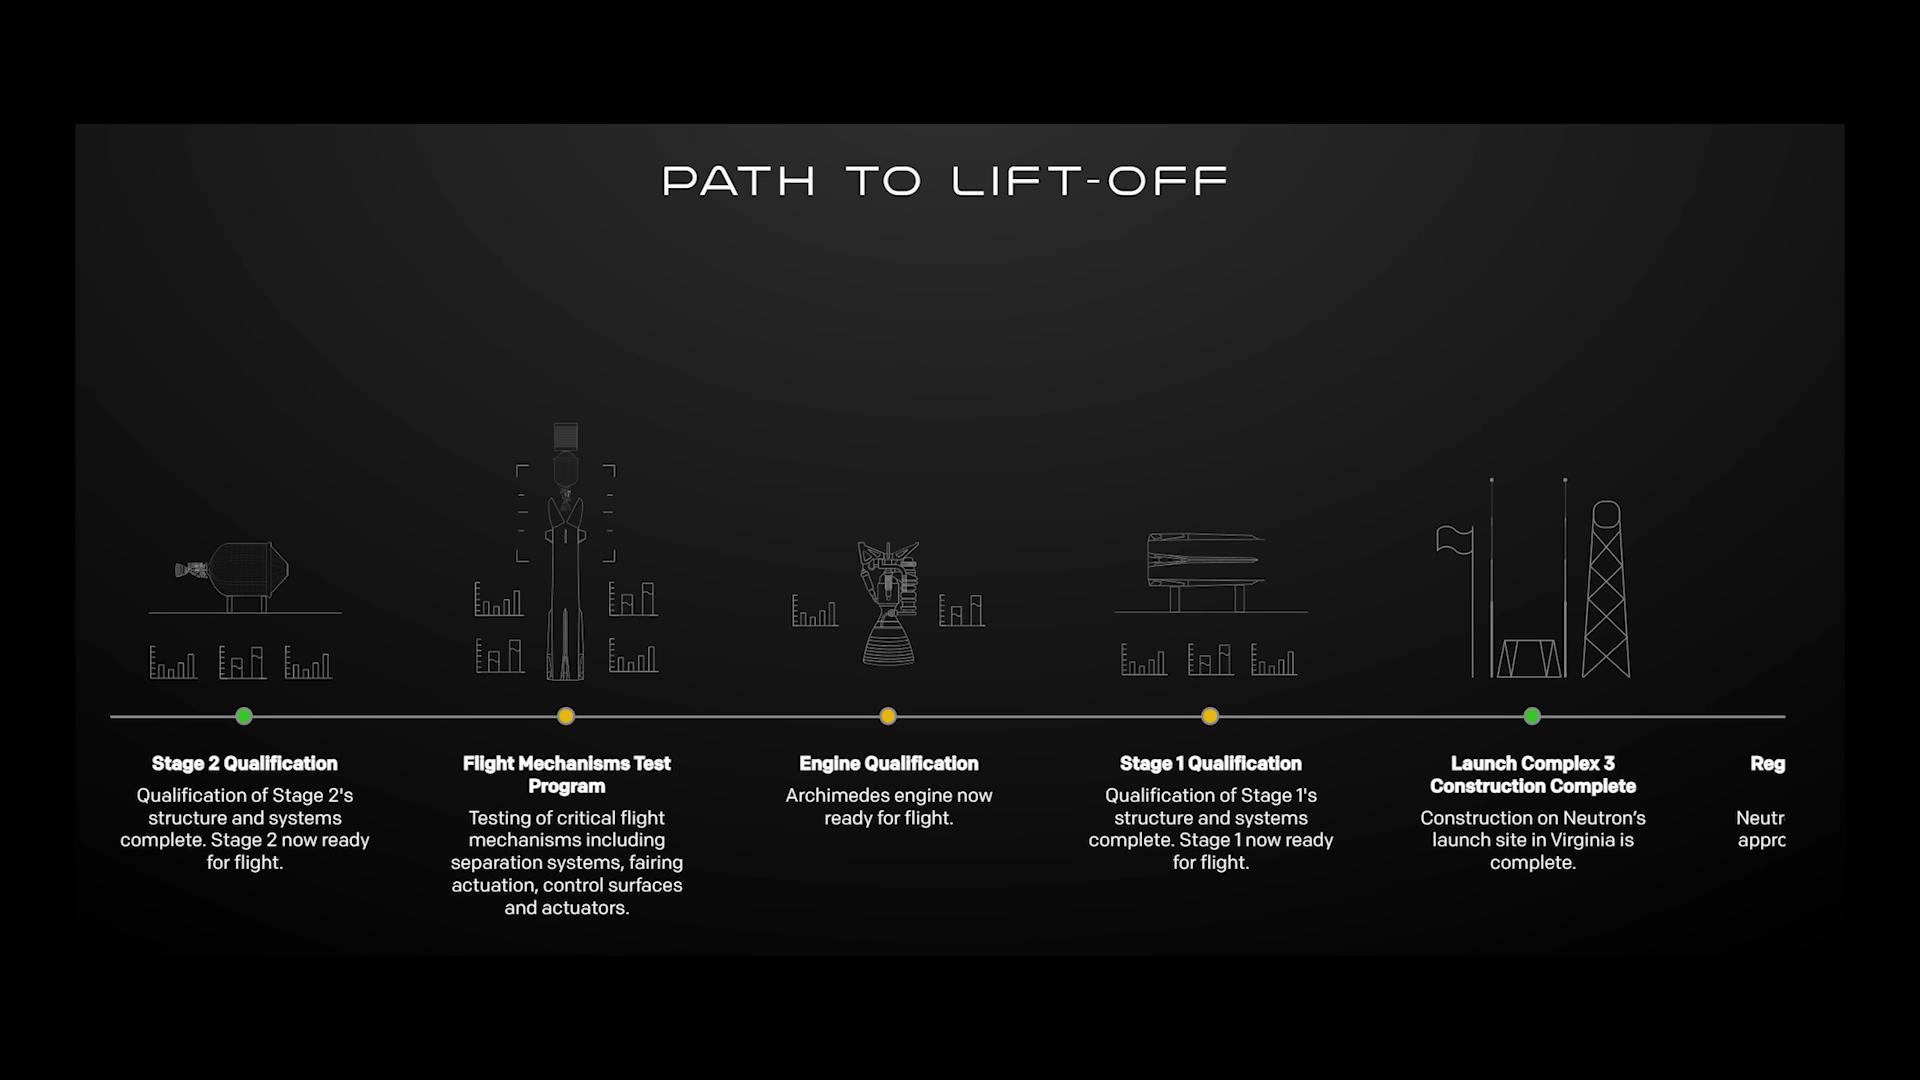 PATH TO LIFT-OFF
Stage 2 Qualification
Qualification of Stage 2's
structure and systems
complete. Stage 2 now ready
for flight.
Flight Mechanisms Test
Program
Testing of critical flight
mechanisms including
separation systems, fairing
actuation, control surfaces
and actuators.
Engine Qualification
Archimedes engine now
ready for flight.
Stage 1 Qualification
Qualification of Stage 1's
structure and systems
complete. Stage 1 now ready
for flight.
Launch Complex 3
Construction Complete
Construction on Neutron’s
launch site in Virginia is
complete.
Reg
Neutr
appro